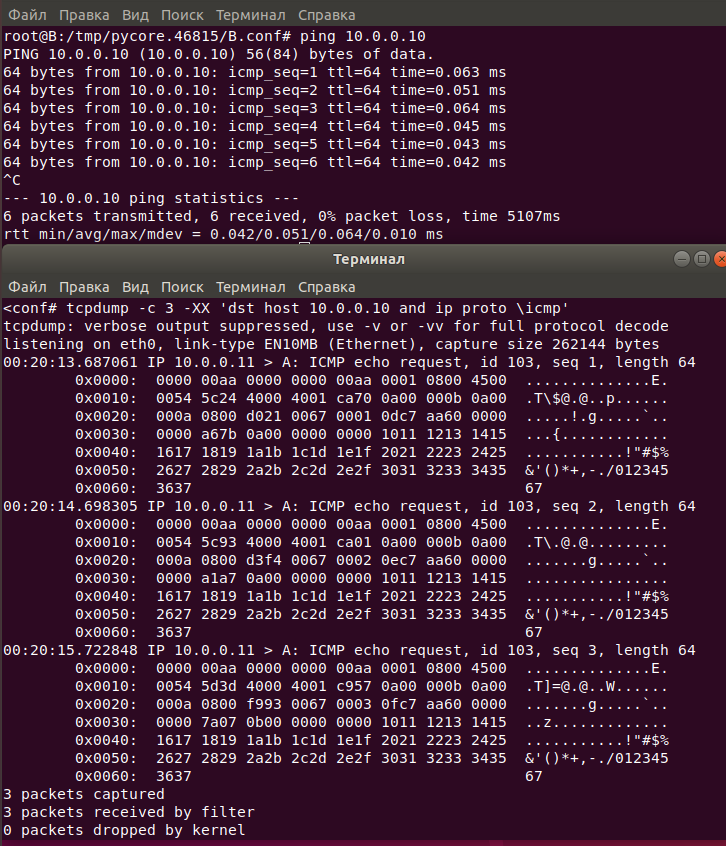 Файл Правка Вид Поиск Терминал Справка
root@B:/tmp/pycore.46815/B.conf# ping 10.0.0.10
PING 10.0.0.10 (10.0.0.10) 56(84) bytes of data.
64 bytes from 10.0.0.10: icmp_seq=1 ttl=64 time=0.063 ms
64 bytes from 10.0.0.10: icmp_seq=2 ttl=64 time=0.051 ms
64 bytes from 10.0.0.10: icmp_seq=3 ttl=64 time=0.064 ms
64 bytes from 10.0.0.10: icmp_seq=4 ttl=64 time=0.045 ms
64 bytes from 10.0.0.10: icmp_seq=5 ttl=64 time=0.043 ms
64 bytes from 10.0.0.10: icmp_seq=6 ttl=64 time=0.042 ms
^C
--- 10.0.0.10 ping statistics ---
6 packets transmitted, 6 received, 0% packet loss, time 5107ms
rtt min/avg/max/mdev = 0.042/0.051/0.064/0.010 ms
Терминал
Файл Правка Вид Поиск Терминал Справка
<conf# tcpdump -c 3 -XX 'dst host 10.0.0.10 and ip proto \icmp'
tcpdump: verbose output suppressed, use -v or -vv for full protocol decode
listening on eth0, link-type EN10MB (Ethernet), capture size 262144 bytes
00:20:13.687061 IP 10.0.0.11 > A: ICMP echo request, id 103, seq 1, length 64
0x0000: 0000 00aa 0000 0000 00aa 0001 0800 4500 ..............E.
0x0010: 0054 5c24 4000 4001 ca70 0a00 000b 0a00 .T\$@.@..p......
0x0020: 000a 0800 d021 0067 0001 0dc7 aa60 0000 .....!.g.....`..
0x0030: 0000 a67b 0a00 0000 0000 1011 1213 1415 ...{............
0x0040: 1617 1819 1a1b 1c1d 1e1f 2021 2223 2425 ...........!"#$%
0x0050: 2627 2829 2a2b 2c2d 2e2f 3031 3233 3435 &'()*+,-./012345
0x0060: 3637 67
00:20:14.698305 IP 10.0.0.11 > A: ICMP echo request, id 103, seq 2, length 64
0x0000: 0000 00aa 0000 0000 00aa 0001 0800 4500 ..............E.
0x0010: 0054 5c93 4000 4001 ca01 0a00 000b 0a00 .T\.@.@.........
0x0020: 000a 0800 d3f4 0067 0002 0ec7 aa60 0000 .......g.....`..
0x0030: 0000 a1a7 0a00 0000 0000 1011 1213 1415 ................
0x0040: 1617 1819 1a1b 1c1d 1e1f 2021 2223 2425 ...........!"#$%
0x0050: 2627 2829 2a2b 2c2d 2e2f 3031 3233 3435 &'()*+,-./012345
0x0060: 3637 67
00:20:15.722848 IP 10.0.0.11 > A: ICMP echo request, id 103, seq 3, length 64
0x0000: 0000 00aa 0000 0000 00aa 0001 0800 4500 ..............E.
0x0010: 0054 5d3d 4000 4001 c957 0a00 000b 0a00 .T]=@.@..W......
0x0020: 000a 0800 f993 0067 0003 0fc7 aa60 0000 .......g.....`..
0x0030: 0000 7a07 0b00 0000 0000 1011 1213 1415 ..z.............
0x0040: 1617 1819 1a1b 1c1d 1e1f 2021 2223 2425 ...........!"#$%
0x0050: 2627 2829 2a2b 2c2d 2e2f 3031 3233 3435 &'()*+,-./012345
0x0060: 3637 67
3 packets captured
3 packets received by filter
0 packets dropped by kernel